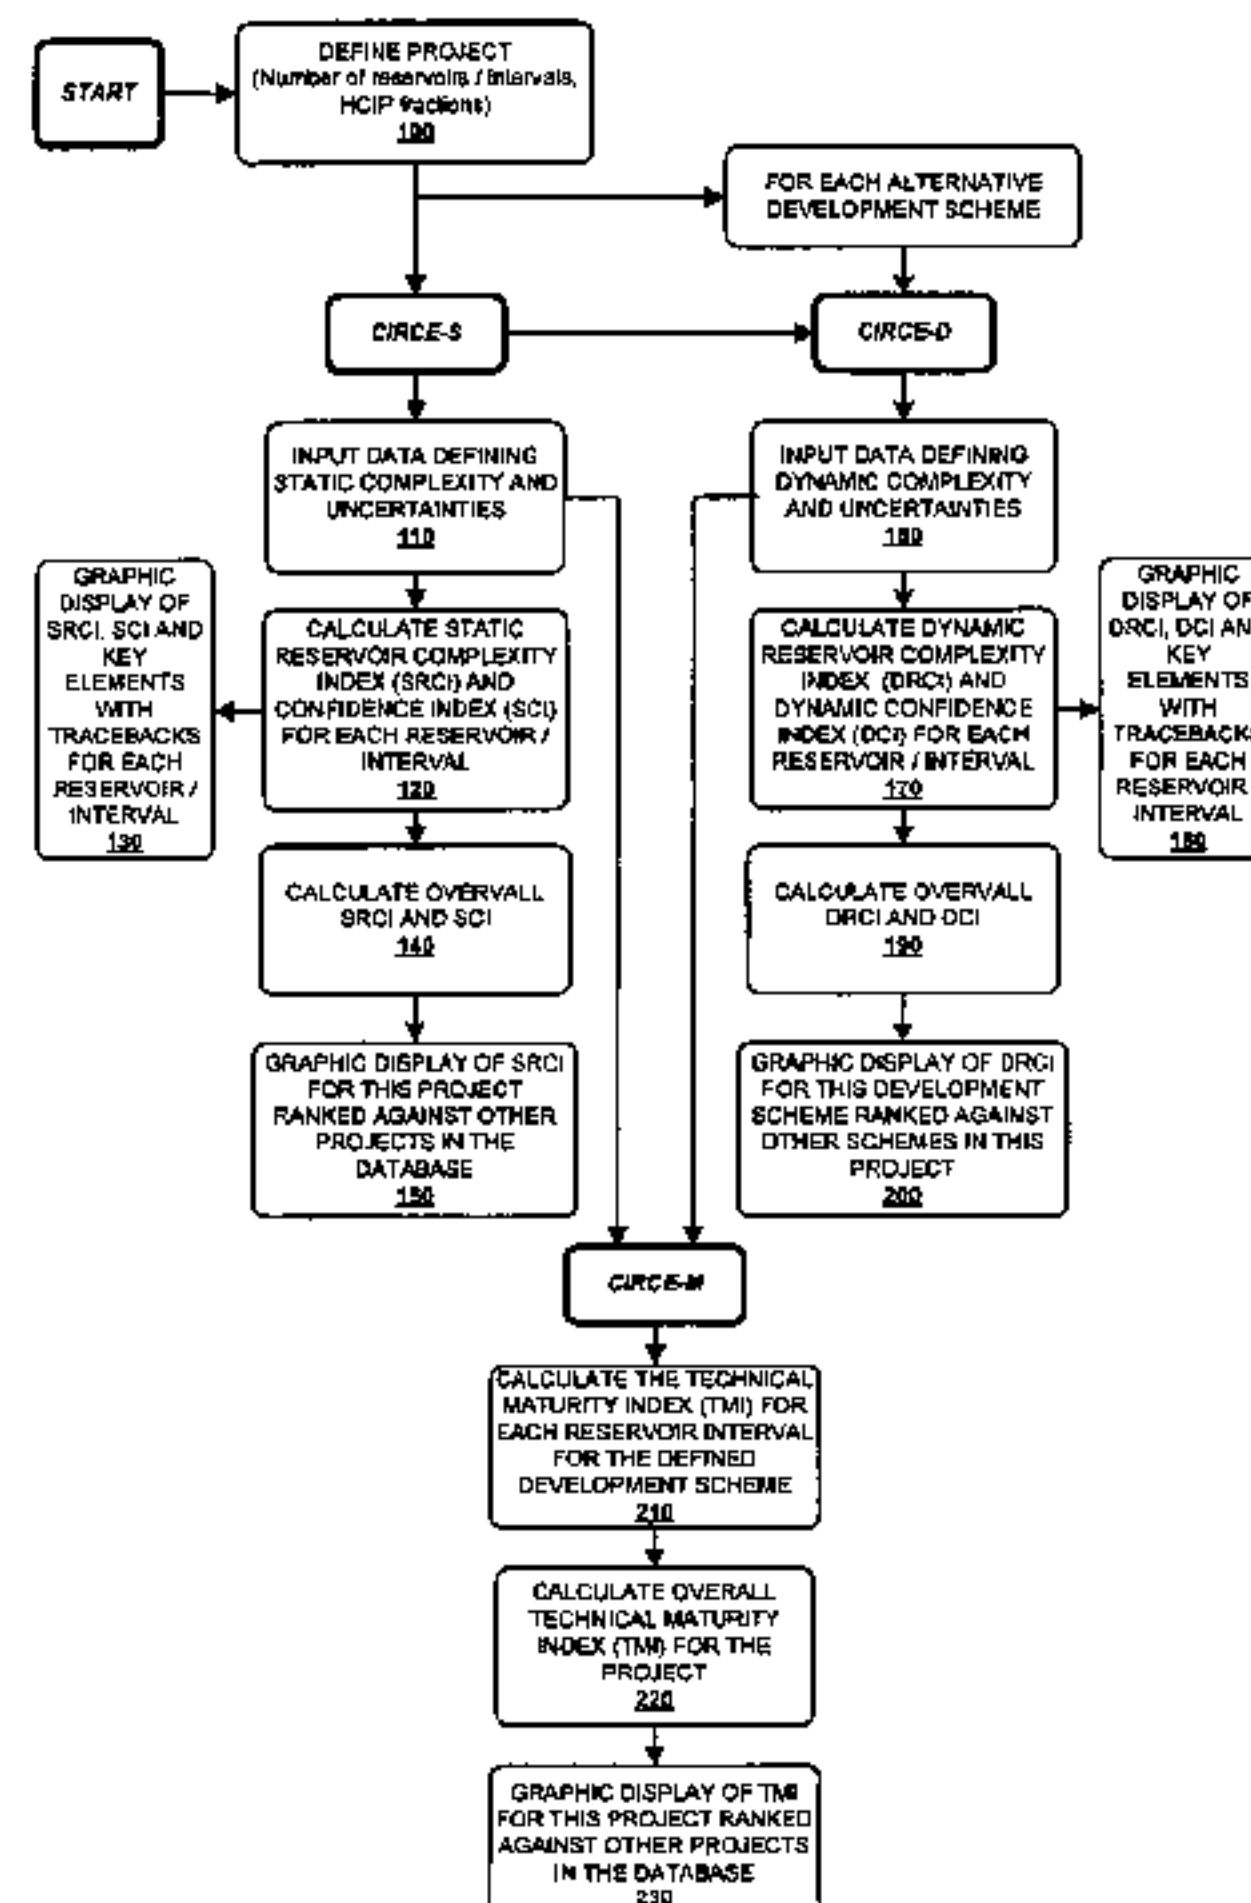 START
DEFINE PROJECT
(Number of reservoirs / Intervals,
HCIP fractions)
100
FOR EACH ALTERNATIVE
DEVELOPMENT SCHEME
CIRCE-S
CIRCE-D
INPUT DATA DEFINING
STATIC COMPLEXITY AND
UNCERTAINTIES
110
INPUT DATA DEFINING
DYNAMIC COMPLEXITY
AND UNCERTAINTIES
160
GRAPHIC
DISPLAY OF
SRCI, SCI AND
KEY
ELEMENTS
WITH
TRACEBACKS
FOR EACH
RESERVOIR /
INTERVAL
130
CALCULATE STATIC
RESERVOIR COMPLEXITY
INDEX (SRCI) AND
CONFIDENCE INDEX (SCI)
FOR EACH RESERVOIR /
INTERVAL
120
CALCULATE DYNAMIC
RESERVOIR COMPLEXITY
INDEX (DRCI) AND
DYNAMIC CONFIDENCE
INDEX (DCI) FOR EACH
RESERVOIR / INTERVAL
170
GRAPHIC
DISPLAY OF
DRCI, DCI AN
KEY
ELEMENTS
WITH
TRACEBACKS
FOR EACH
RESERVOIR
INTERVAL
180
CALCULATE OVERVALL
SRCI AND SCI
140
CALCULATE OVERVALL
DRCI AND DCI
190
GRAPHIC DISPLAY OF SRCI
FOR THIS PROJECT
RANKED AGAINST OTHER
PROJECTS IN THE
DATABASE
150
GRAPHIC DISPLAY OF DRCI
FOR THIS DEVELOPMENT
SCHEME RANKED AGAINST
OTHER SCHEMES IN THIS
PROJECT
200
CIRCE-M
CALCULATE THE TECHNICAL
MATURITY INDEX (TMI) FOR
EACH RESERVOIR INTERVAL
FOR THE DEFINED
DEVELOPMENT SCHEME
210
CALCULATE OVERALL
TECHNICAL MATURITY
INDEX (TMI) FOR THE
PROJECT
220
GRAPHIC DISPLAY OF TMI
FOR THIS PROJECT RANKED
AGAINST OTHER PROJECTS
IN THE DATABASE
230